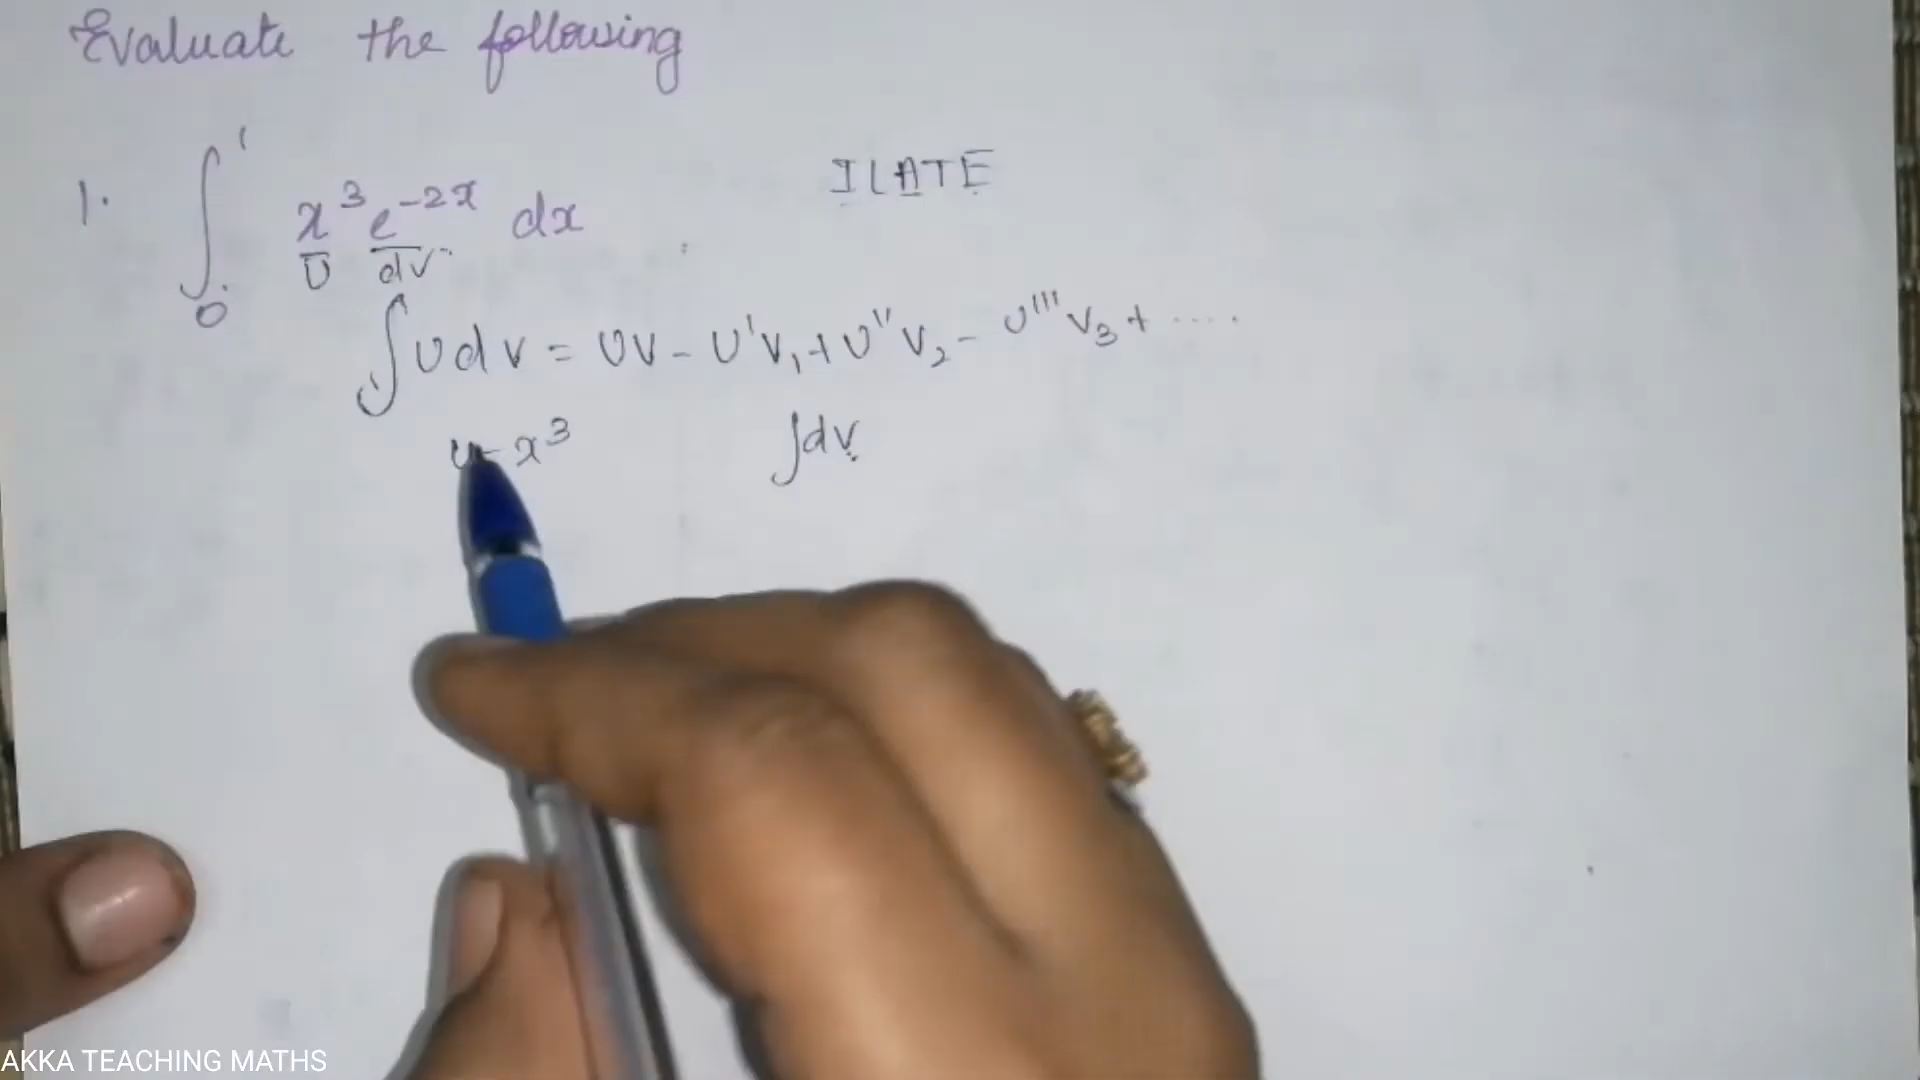 Evaluate the following
1. ∫₀¹ x³ e⁻²ˣ dx
U dv
ILATE
∫U dv = UV - U'V₁ + U''V₂ - U'''V₃ + ....
u = x³ ∫dv
AKKA TEACHING MATHS